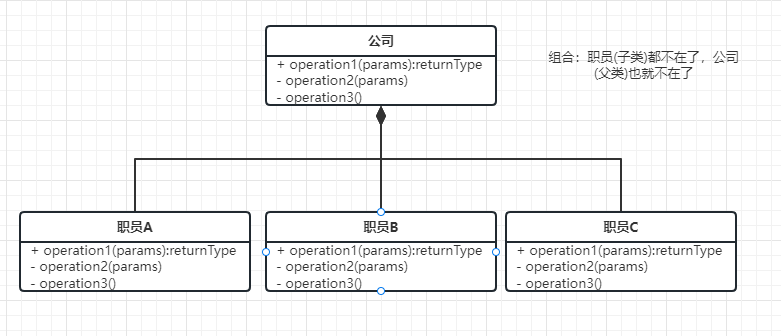 公司
+ operation1(params):returnType
- operation2(params)
- operation3()
组合：职员(子类)都不在了，公司
(父类)也就不在了
职员A
+ operation1(params):returnType
- operation2(params)
- operation3()
职员B
+ operation1(params):returnType
- operation2(params)
- operation3()
职员C
+ operation1(params):returnType
- operation2(params)
- operation3()